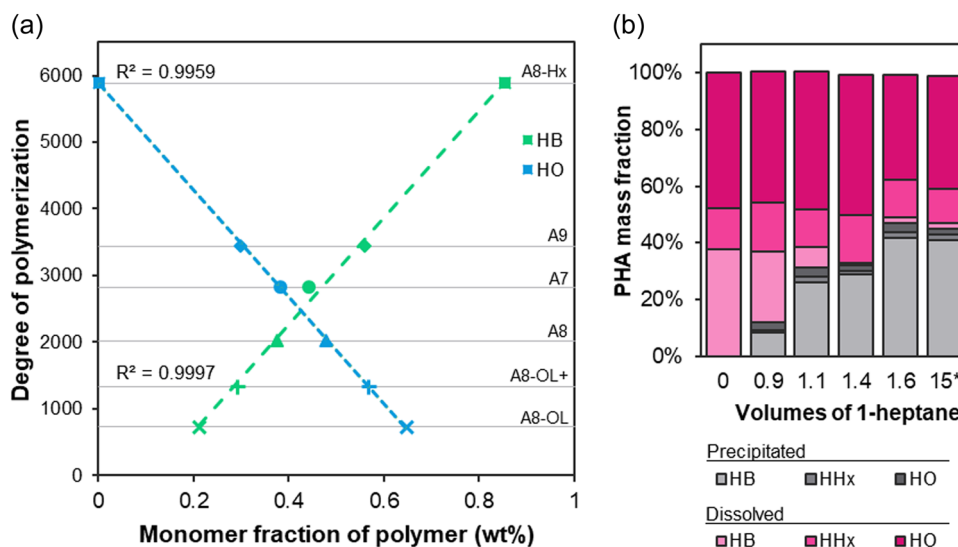 (a)
R² = 0.9959
A8-Hx
HB
HO
A9
A7
A8
R² = 0.9997
A8-OL+
A8-OL
6000
5000
4000
3000
2000
1000
0
Degree of polymerization
0 0.2 0.4 0.6 0.8 1
Monomer fraction of polymer (wt%)
(b)
100%
80%
60%
40%
20%
0%
PHA mass fraction
0 0.9 1.1 1.4 1.6 15*
Volumes of 1-heptane
Precipitated
HB HHx HO
Dissolved
HB HHx HO